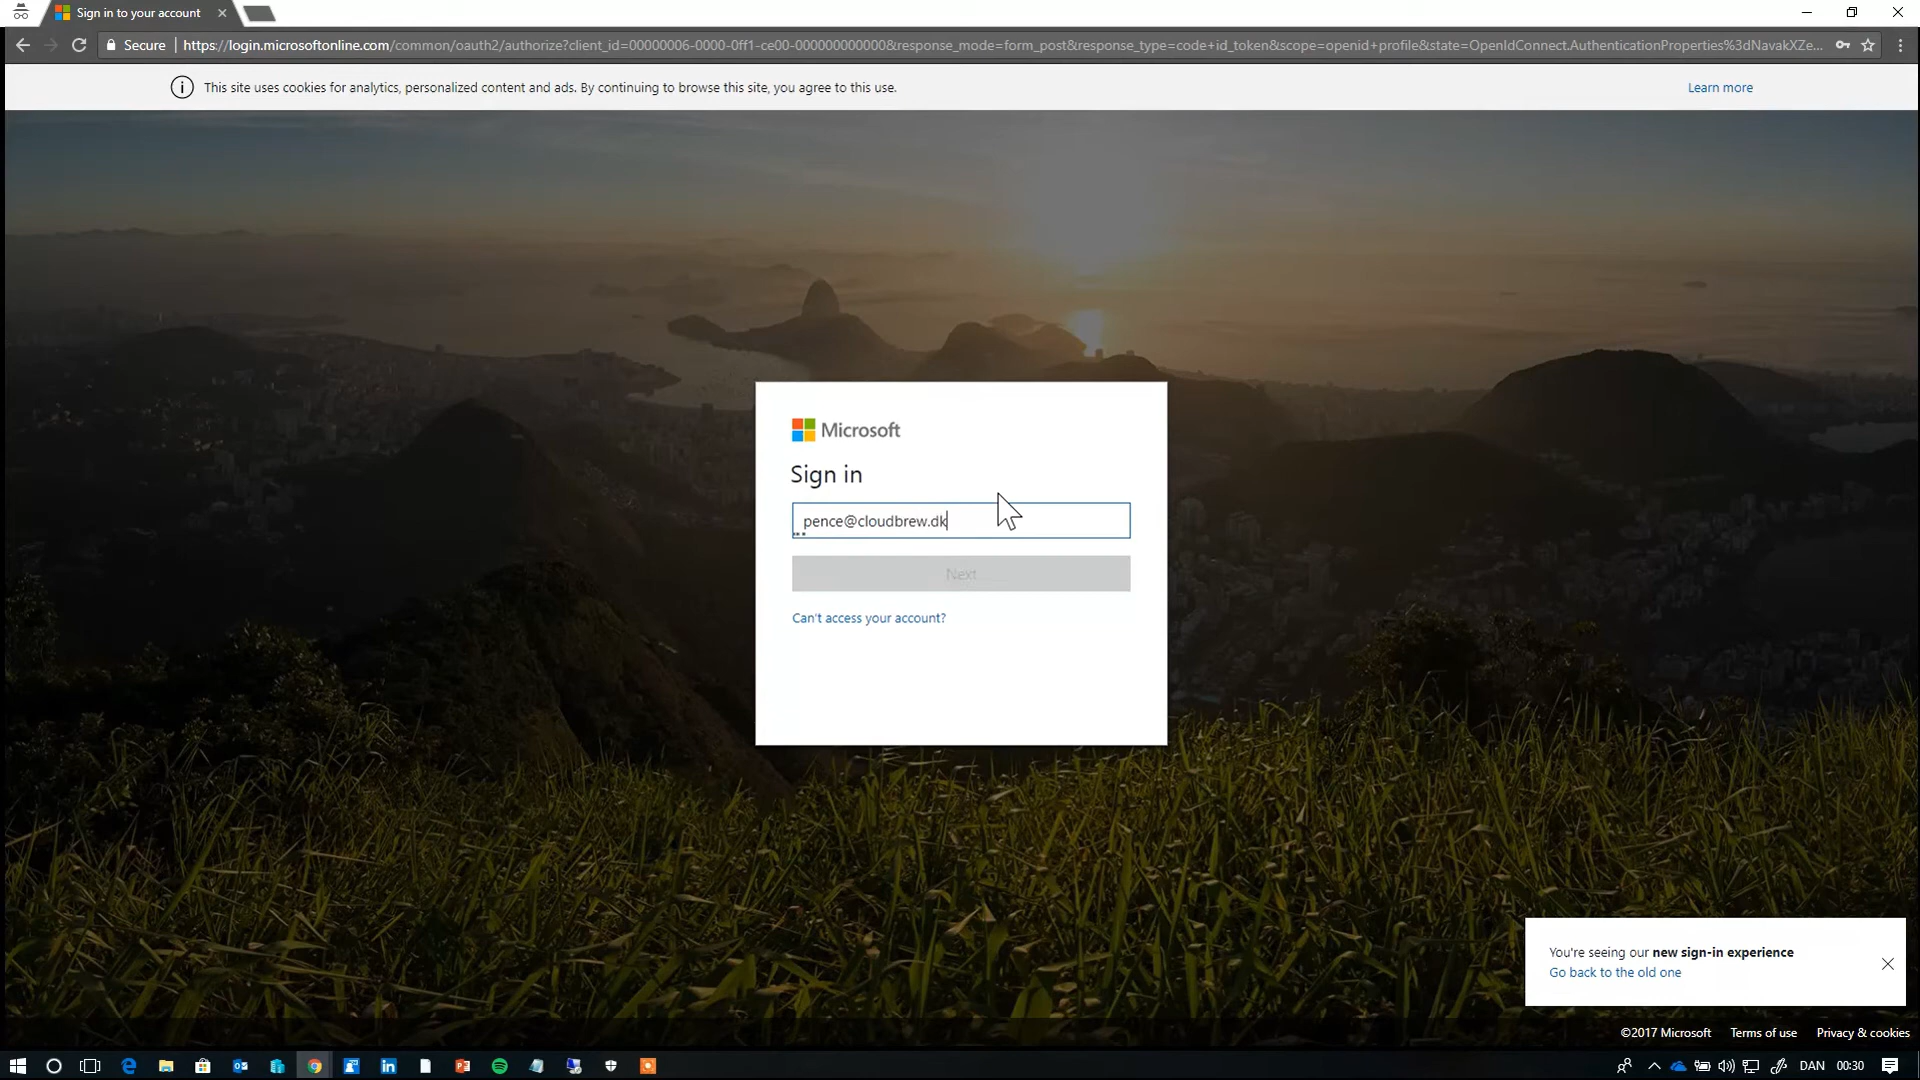 Sign in to your account
Secure | https://login.microsoftonline.com/common/oauth2/authorize?client_id=00000006-0000-0ff1-ce00-000000000000&response_mode=form_post&response_type=code+id_token&scope=openid+profile&state=OpenIdConnect.AuthenticationProperties%3dNavakXZe...
This site uses cookies for analytics, personalized content and ads. By continuing to browse this site, you agree to this use.
Learn more
Microsoft
Sign in
pence@cloudbrew.dk
Next
Can't access your account?
You're seeing our new sign-in experience
Go back to the old one
©2017 Microsoft Terms of use Privacy & cookies
DAN 00:30